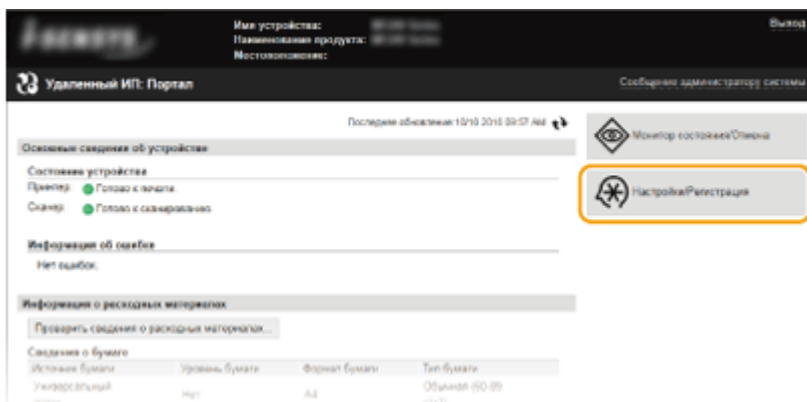 i-SENSYS
Имя устройства:
Наименование продукта:
Местоположение:
Выход
Удаленный ИП: Портал
Сообщение администратору системы
Последнее обновление: 10/10 2016 09:57 AM
Основные сведения об устройстве
Состояние устройства
Принтер: Готово к печати.
Сканер: Готово к сканированию.
Информация об ошибке
Нет ошибок.
Информация о расходных материалах
Проверить сведения о расходных материалах...
Сведения о бумаге
Источник бумаги Уровень бумаги Формат бумаги Тип бумаги
Универсальный Нет A4 Обычная (60-89
Монитор состояния/Отмена
Настройки/Регистрация